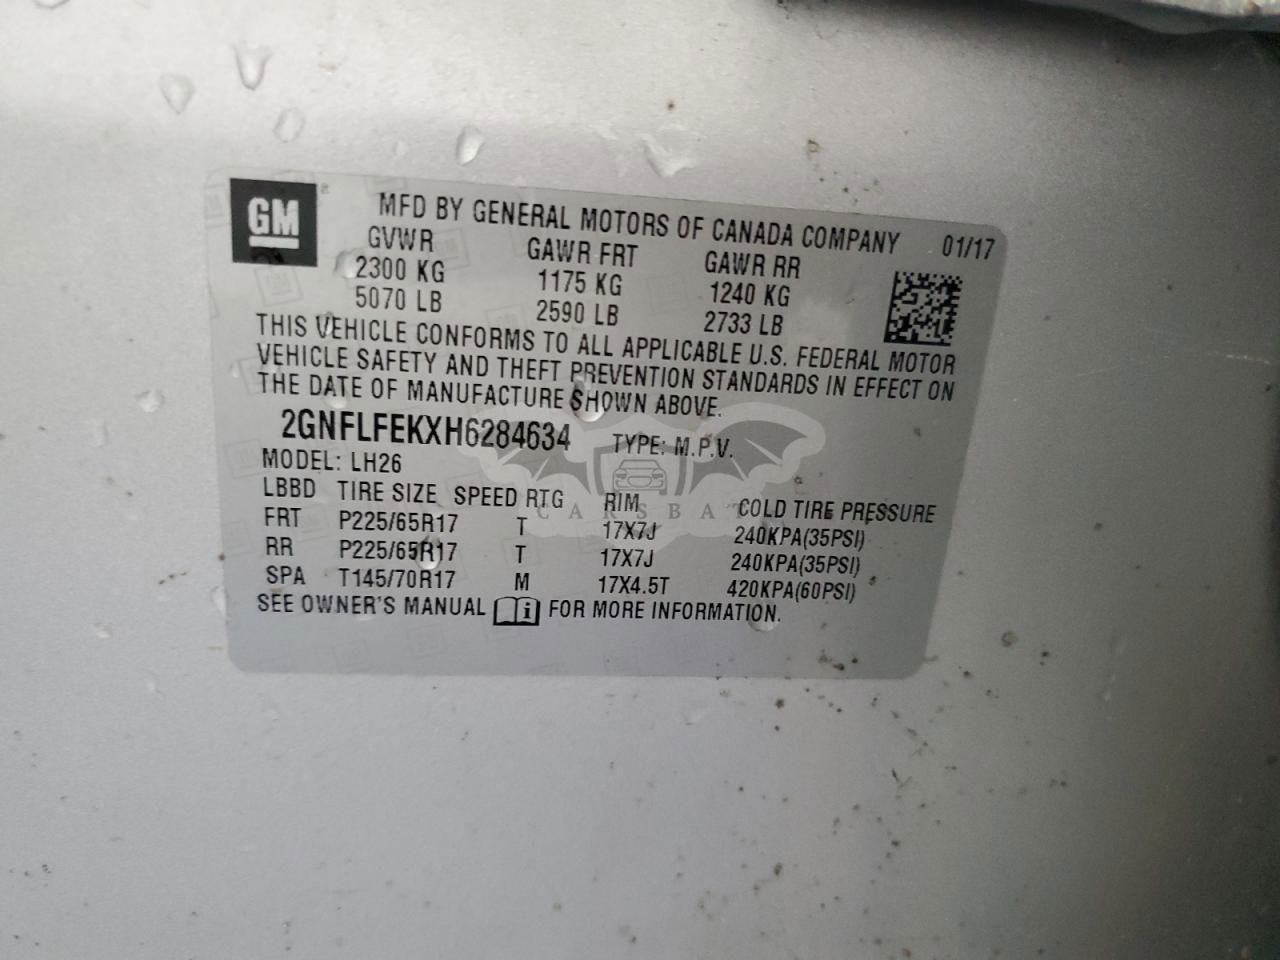 GM ® MFD BY GENERAL MOTORS OF CANADA COMPANY 01/17
GVWR GAWR FRT GAWR RR
2300 KG 1175 KG 1240 KG
5070 LB 2590 LB 2733 LB
THIS VEHICLE CONFORMS TO ALL APPLICABLE U.S. FEDERAL MOTOR
VEHICLE SAFETY AND THEFT PREVENTION STANDARDS IN EFFECT ON
THE DATE OF MANUFACTURE SHOWN ABOVE.
2GNFLFEKXH6284634 TYPE: M.P.V.
MODEL: LH26
LBBD TIRE SIZE SPEED RTG RIM COLD TIRE PRESSURE
FRT P225/65R17 T 17X7J 240KPA(35PSI)
RR P225/65R17 T 17X7J 240KPA(35PSI)
SPA T145/70R17 M 17X4.5T 420KPA(60PSI)
SEE OWNER'S MANUAL i FOR MORE INFORMATION.
CARSBAT